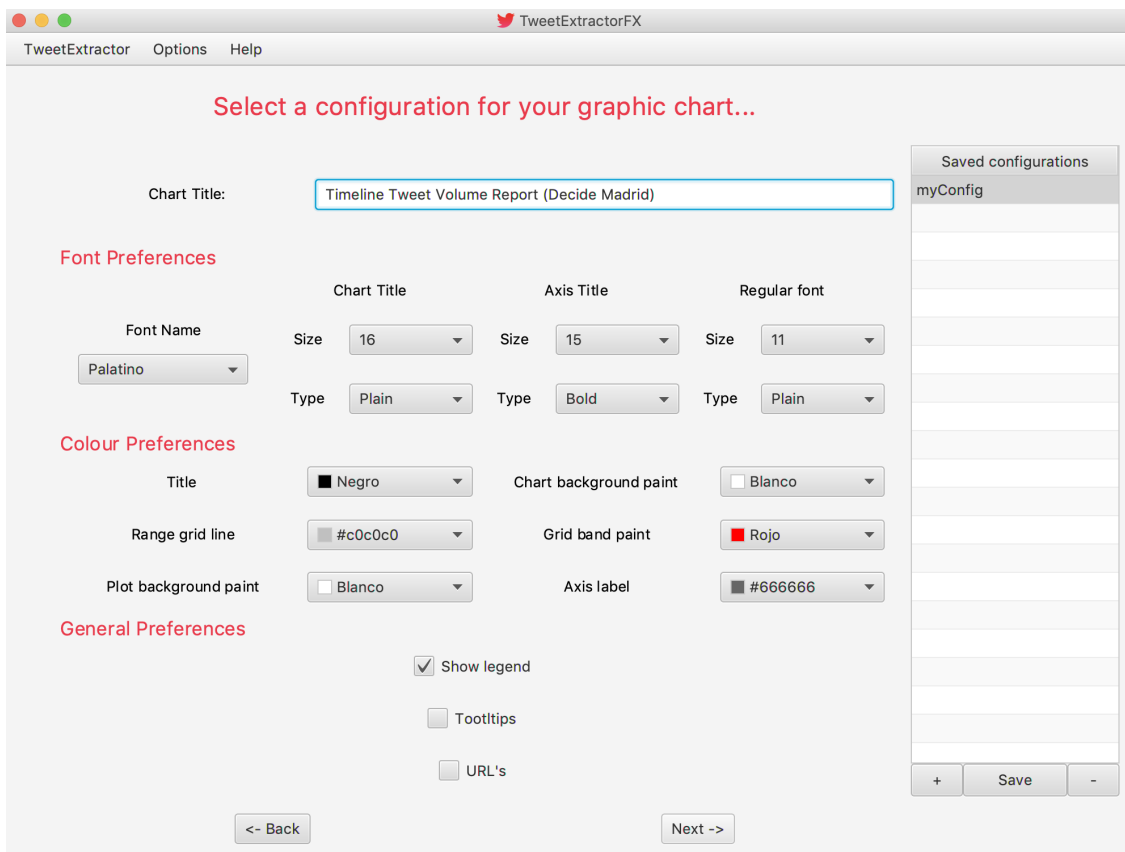 TweetExtractorFX
TweetExtractor Options Help
Select a configuration for your graphic chart...
Saved configurations
myConfig
Chart Title: Timeline Tweet Volume Report (Decide Madrid)
Font Preferences
Chart Title Axis Title Regular font
Font Name
Size 16 Size 15 Size 11
Palatino
Type Plain Type Bold Type Plain
Colour Preferences
Title Negro Chart background paint Blanco
Range grid line #c0c0c0 Grid band paint Rojo
Plot background paint Blanco Axis label #666666
General Preferences
Show legend
Tootltips
URL's
+ Save -
<- Back Next ->